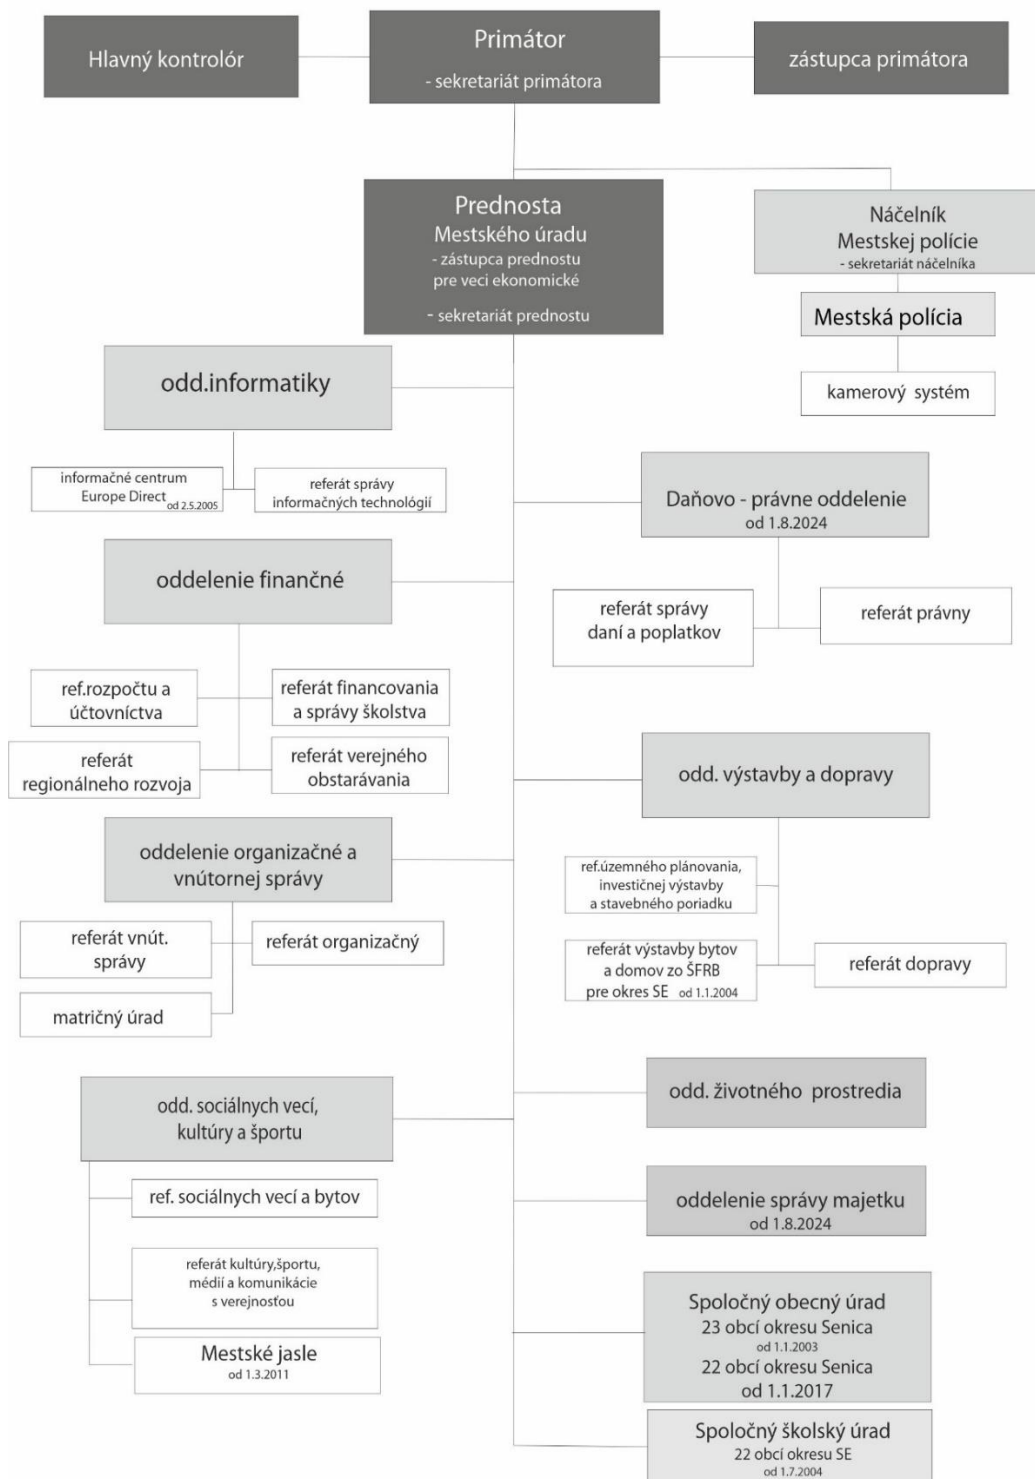 Hlavný kontrolór
Primátor
- sekretariát primátora
zástupca primátora
Prednosta
Mestského úradu
- zástupca prednostu
pre veci ekonomické
- sekretariát prednostu
Náčelník
Mestskej polície
- sekretariát náčelníka
Mestská polícia
kamerový systém
odd.informatiky
informačné centrum
Europe Direct od 2.5.2005
referát správy
informačných technológií
Daňovo - právne oddelenie
od 1.8.2024
referát správy
daní a poplatkov
referát právny
oddelenie finančné
ref.rozpočtu a
účtovníctva
referát financovania
a správy školstva
referát
regionálneho rozvoja
referát verejného
obstarávania
odd. výstavby a dopravy
ref.územného plánovania,
investičnej výstavby
a stavebného poriadku
referát výstavby bytov
a domov zo ŠFRB
pre okres SE od 1.1.2004
referát dopravy
oddelenie organizačné a
vnútornej správy
referát vnút.
správy
referát organizačný
matričný úrad
odd. životného prostredia
odd. sociálnych vecí,
kultúry a športu
ref. sociálnych vecí a bytov
referát kultúry,športu,
médií a komunikácie
s verejnosťou
Mestské jasle
od 1.3.2011
oddelenie správy majetku
od 1.8.2024
Spoločný obecný úrad
23 obcí okresu Senica
od 1.1.2003
22 obcí okresu Senica
od 1.1.2017
Spoločný školský úrad
22 obcí okresu SE
od 1.7.2004